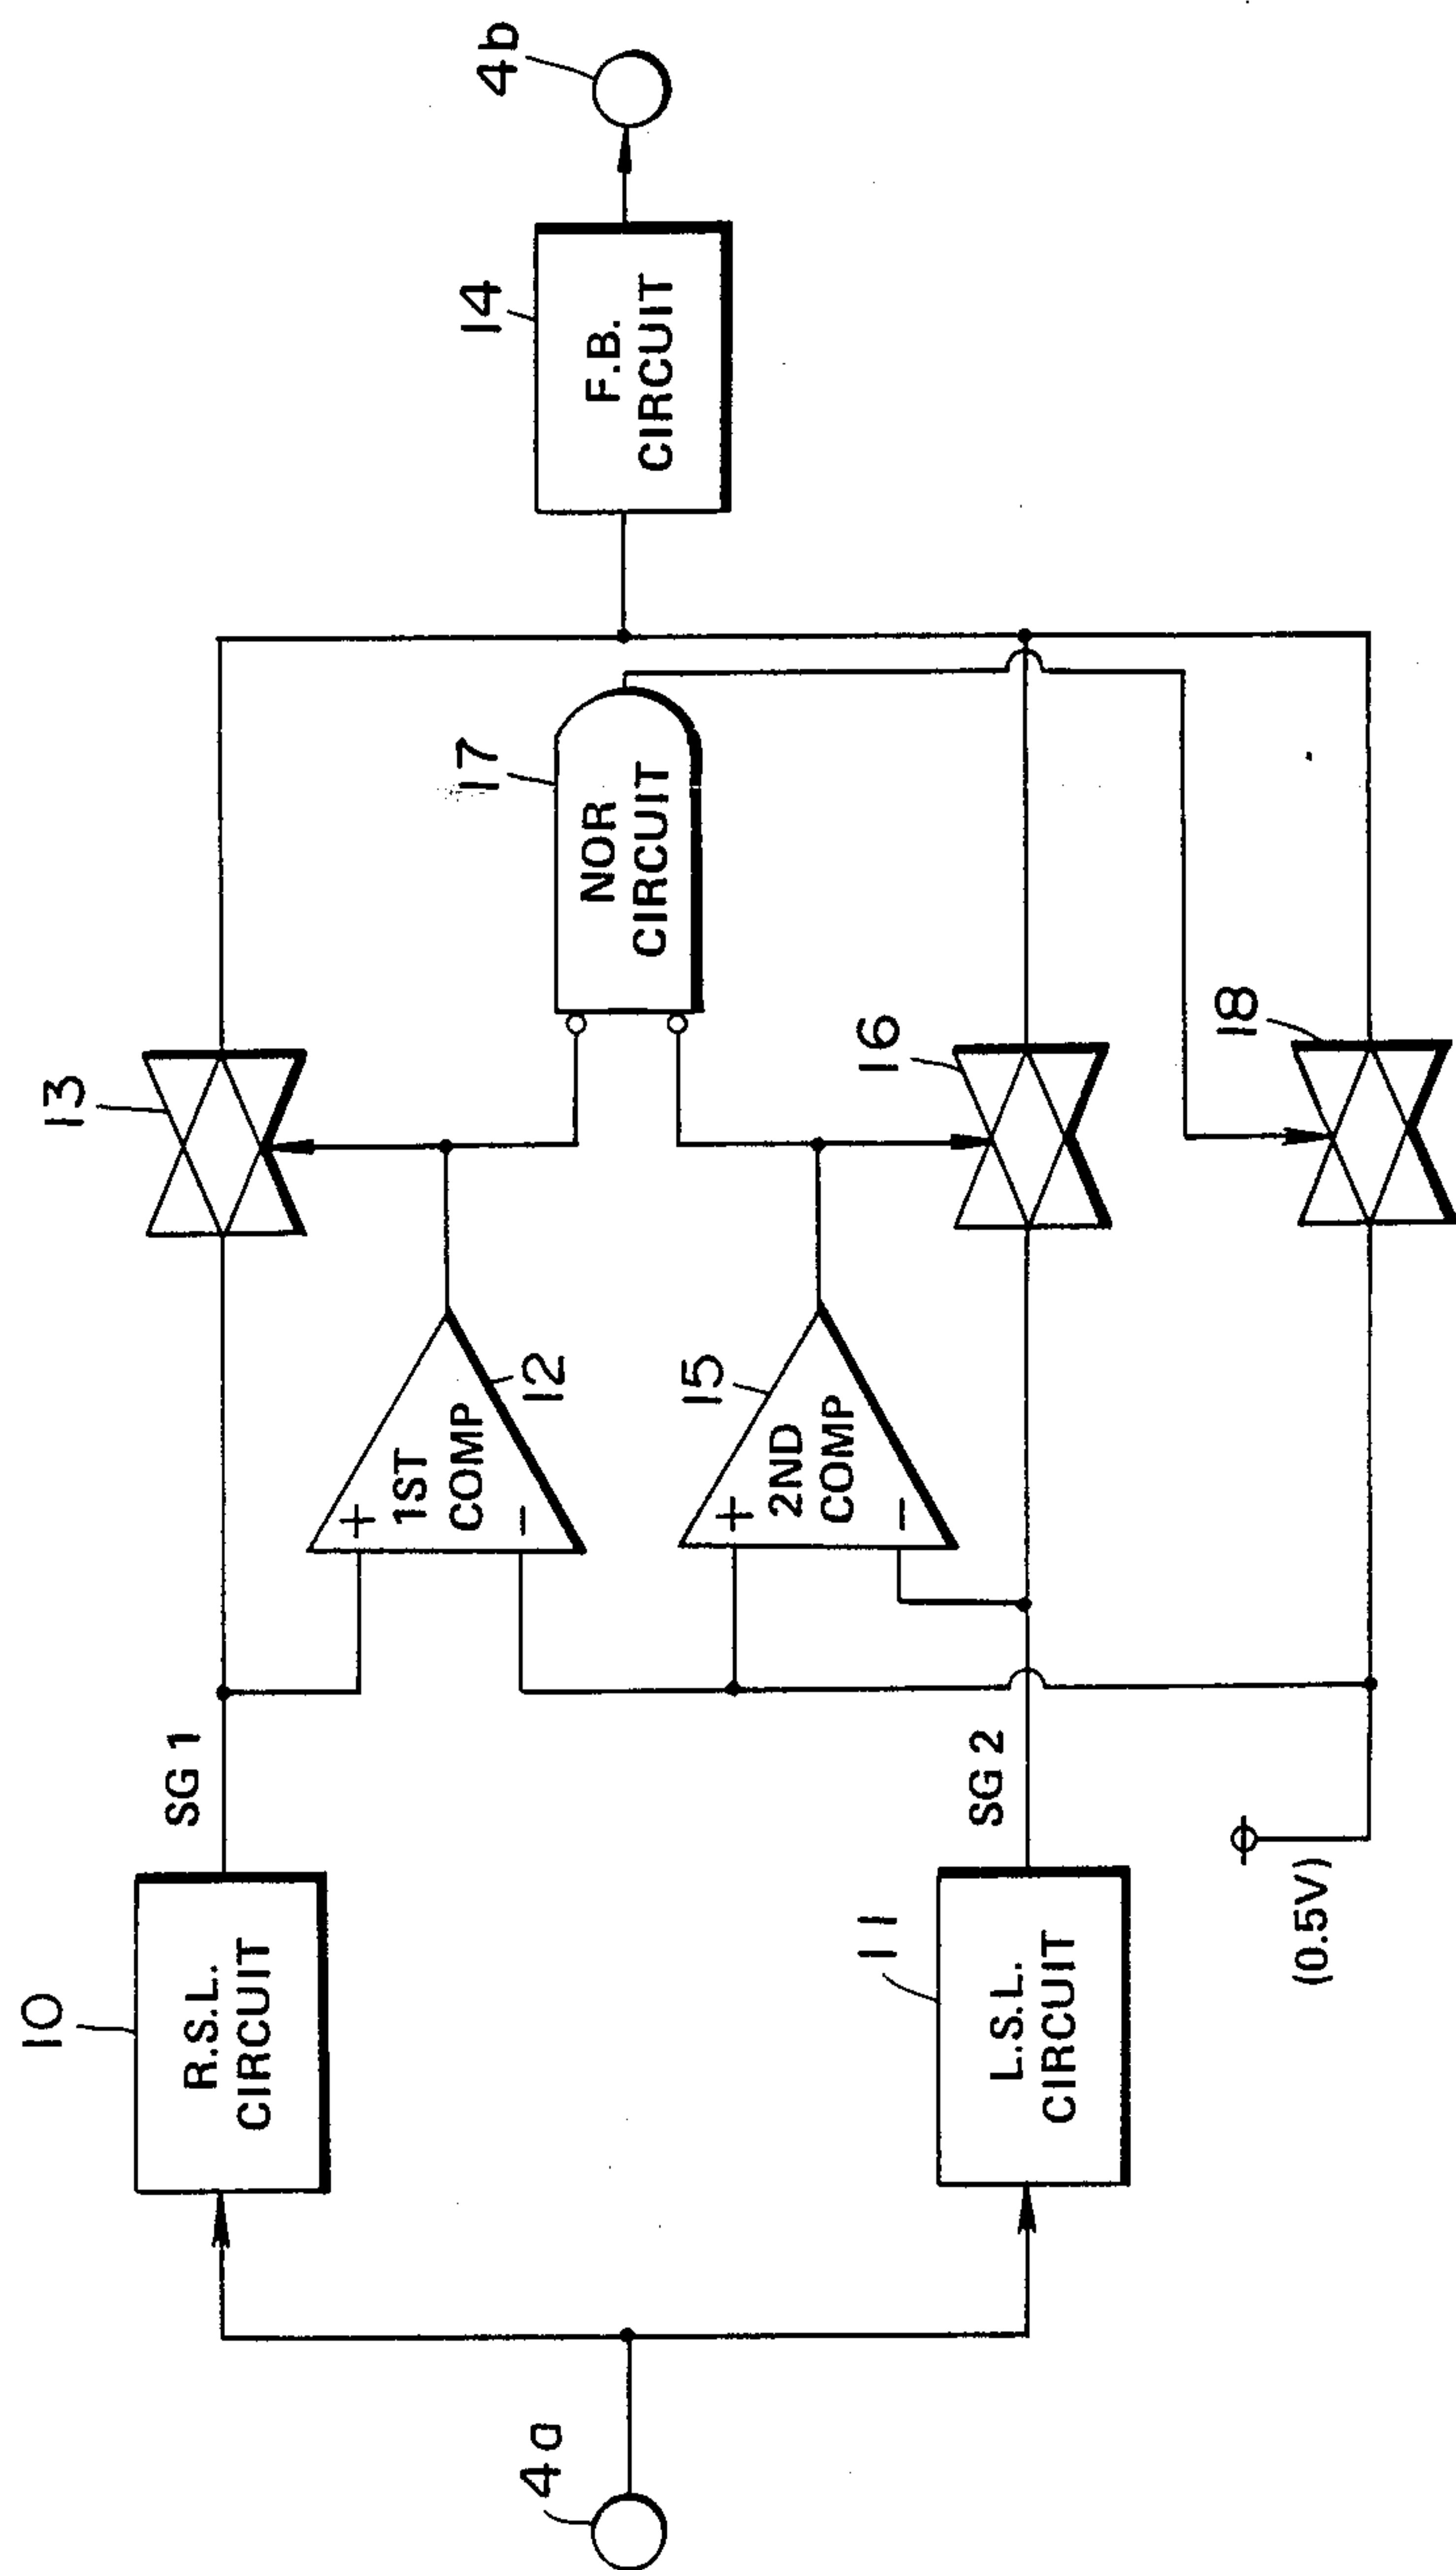 4a
10
R.S.L.
CIRCUIT
SG 1
11
L.S.L.
CIRCUIT
SG 2
(0.5V)
+
1ST
COMP
−
12
15
+
2ND
COMP
−
13
16
18
17
NOR
CIRCUIT
14
F.B.
CIRCUIT
4b